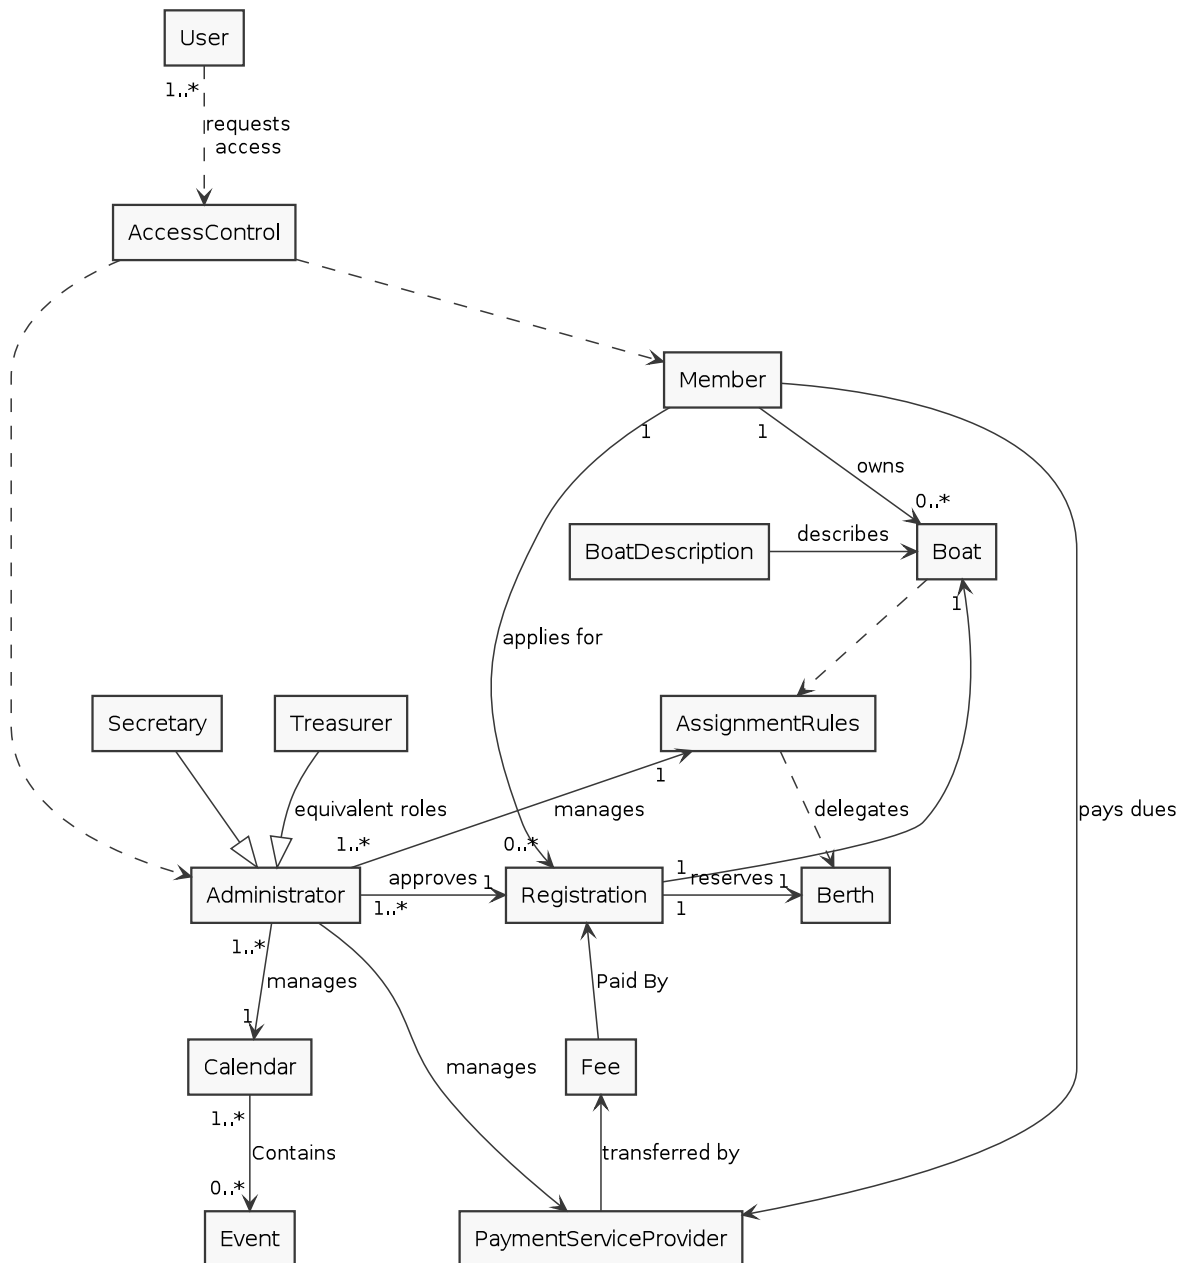 User
1..*
requests
access
AccessControl
Member
1
1
owns
0..*
BoatDescription
describes
Boat
1
applies for
Secretary
Treasurer
AssignmentRules
1
equivalent roles
manages
delegates
pays dues
1..*
0..*
1
Administrator
approves
1
1..*
Registration
reserves
1
1
Berth
1..*
manages
Paid By
1
Calendar
manages
Fee
1..*
Contains
transferred by
0..*
Event
PaymentServiceProvider